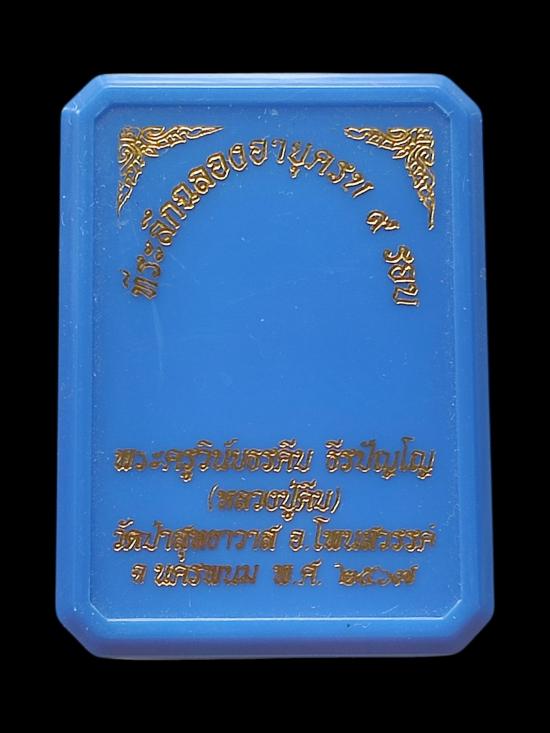 ที่ระลึกฉลองอายุครบ ๙ รอบ
พระครูวินัยธรคีบ ธีรปัญโญ
(หลวงปู่คีบ)
วัดป่าสุทธาวาส อ.โพนสวรรค์
จ นครพนม พ.ศ. ๒๕๖๗